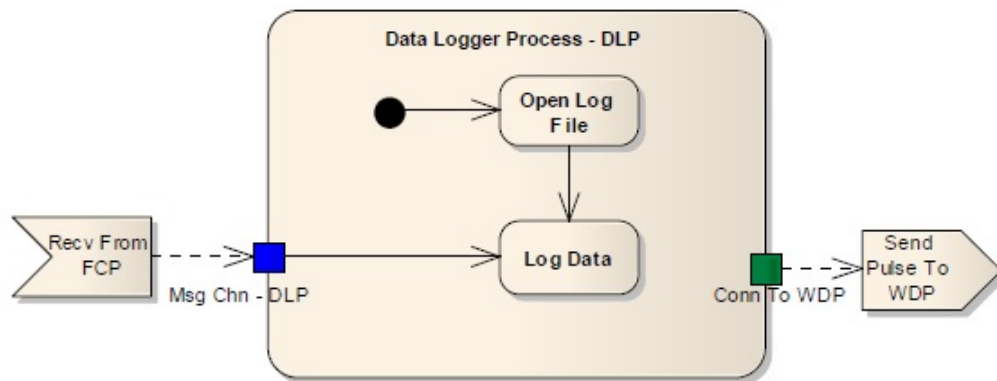 Data Logger Process - DLP
Open Log
File
Recv From
FCP
Msg Chn - DLP
Log Data
Conn To WDP
Send
Pulse To
WDP